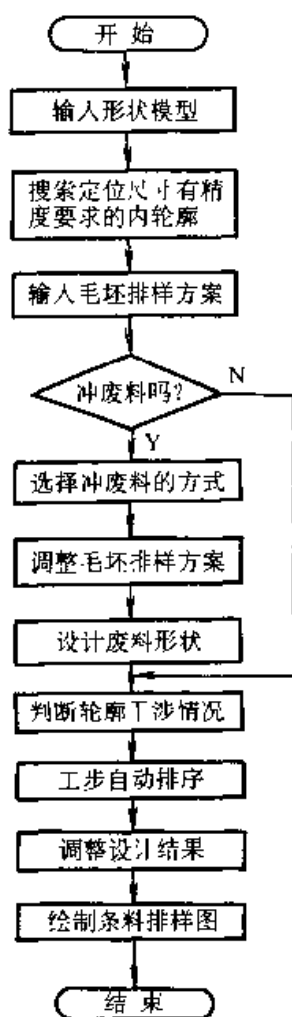 开始
输入形状模型
搜索定位尺寸有精
度要求的内轮廓
输入毛坯排样方案
冲废料吗?
N
Y
选择冲废料的方式
调整毛坯排样方案
设计废料形状
判断轮廓干涉情况
工步自动排序
调整设计结果
绘制条料排样图
结束